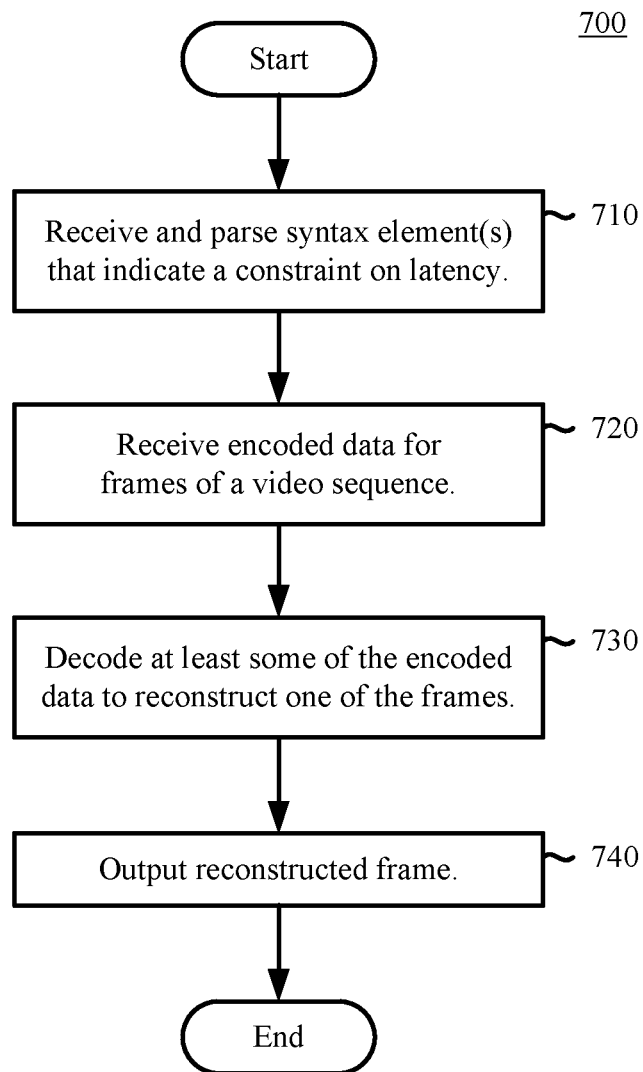 700
Start
Receive and parse syntax element(s)
that indicate a constraint on latency.
710
Receive encoded data for
frames of a video sequence.
720
Decode at least some of the encoded
data to reconstruct one of the frames.
730
Output reconstructed frame.
740
End